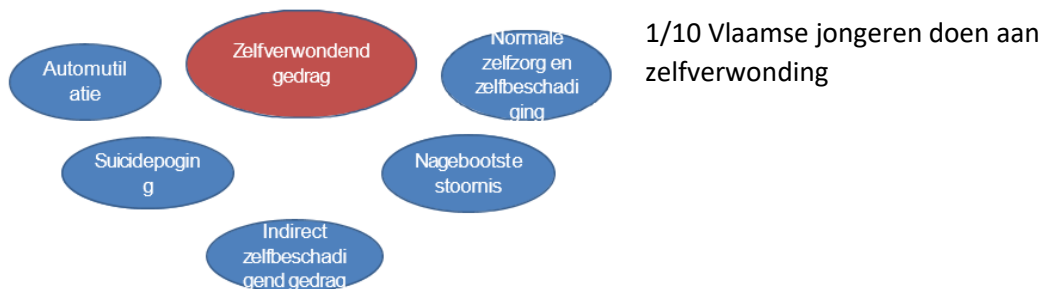 Automutil
atie
Zelfverwondend
gedrag
Normale
zelfzorg en
zelfbeschadi
ging
1/10 Vlaamse jongeren doen aan
zelfverwonding
Suicidepogin
g
Nagebootste
stoornis
Indirect
zelfbeschadi
gend gedrag